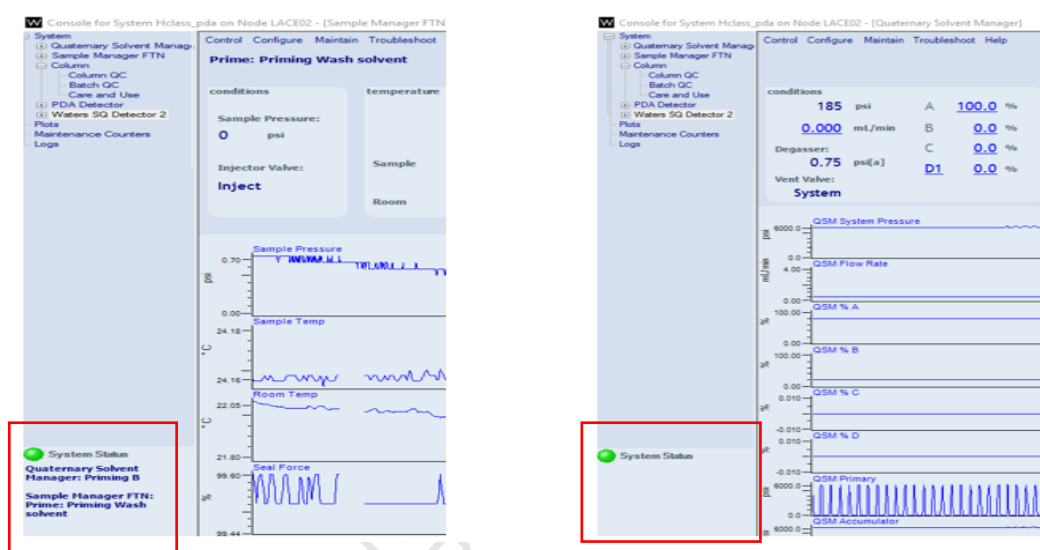 Console for System Hclass_pda on Node LACE02 - [Sample Manager FTN
System
Quaternary Solvent Manag
Sample Manager FTN
Column
Column QC
Batch QC
Care and Use
PDA Detector
Waters SQ Detector 2
Plots
Maintenance Counters
Logs
Control Configure Maintain Troubleshoot
Prime: Priming Wash solvent
conditions
temperature
Sample Pressure:
0 psi
Injector Valve:
Inject
Sample
Room
Sample Pressure
0.70
psi
0.00
Sample Temp
24.18
°C
24.16
Room Temp
22.05
°C
21.80
Seal Force
99.60
%
99.44
System Status
Quaternary Solvent
Manager: Priming B
Sample Manager FTN:
Prime: Priming Wash
solvent
Console for System Hclass_pda on Node LACE02 - [Quaternary Solvent Manager]
System
Quaternary Solvent Manag
Sample Manager FTN
Column
Column QC
Batch QC
Care and Use
PDA Detector
Waters SQ Detector 2
Plots
Maintenance Counters
Logs
Control Configure Maintain Troubleshoot Help
conditions
185 psi A 100.0 %
0.000 mL/min B 0.0 %
Degasser: C 0.0 %
0.75 psi[a] D1 0.0 %
Vent Valve:
System
QSM System Pressure
6000.0
psi
0.0
QSM Flow Rate
4.00
mL/min
0.00
QSM % A
100.00
%
0.00
QSM % B
100.00
%
0.00
QSM % C
0.010
%
-0.010
QSM % D
0.010
%
-0.010
QSM Primary
6000.0
psi
0.0
QSM Accumulator
6000.0
System Status